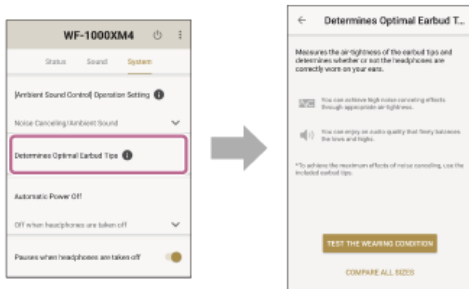 WF-1000XM4
Status Sound System
[Ambient Sound Control] Operation Setting
Noise Canceling/Ambient Sound
Determines Optimal Earbud Tips
Automatic Power Off
Off when headphones are taken off
Pauses when headphones are taken off
Determines Optimal Earbud T...
Measures the air-tightness of the earbud tips and
determines whether or not the headphones are
correctly worn on your ears.
You can achieve high noise canceling effects
through appropriate air-tightness.
You can enjoy an audio quality that finely balances
the lows and highs.
*To achieve the maximum effects of noise canceling, use the
included earbud tips.
TEST THE WEARING CONDITION
COMPARE ALL SIZES